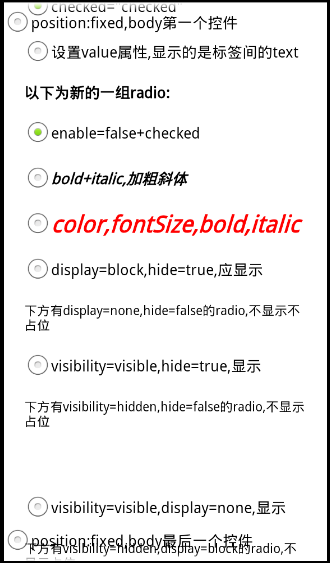 checked= checked
position:fixed,body第一个控件
设置value属性,显示的是标签间的text
以下为新的一组radio:
enable=false+checked
bold+italic,加粗斜体
color,fontSize,bold,italic
display=block,hide=true,应显示
下方有display=none,hide=false的radio,不显示不
占位
visibility=visible,hide=true,显示
下方有visibility=hidden,hide=false的radio,不显示
占位
visibility=visible,display=none,显示
position:fixed,body最后一个控件
下方有visibility=hidden,display=block的radio,不